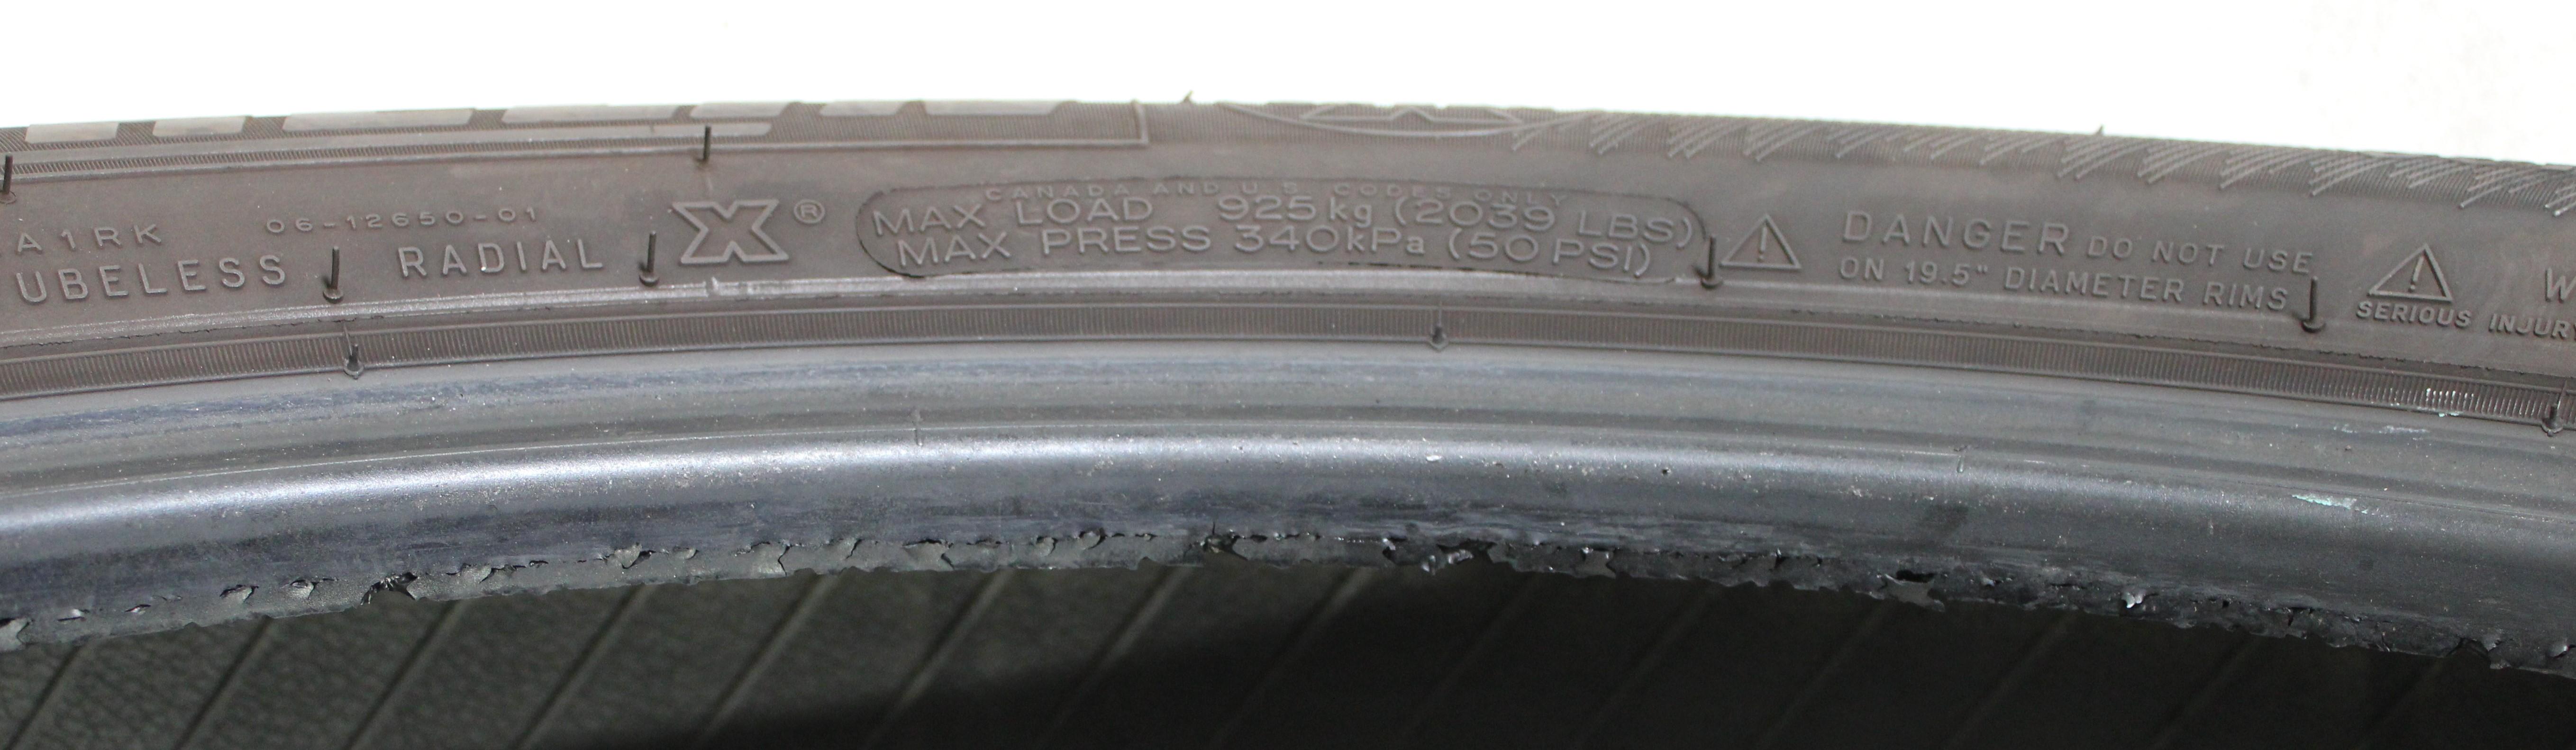 A1RK
06-12650-01
UBELESS RADIAL
X®
CANADA AND U.S. CODES ONLY
MAX LOAD 925kg (2039 LBS)
MAX PRESS 340kPa (50 PSI)
DANGER DO NOT USE
ON 19.5" DIAMETER RIMS
W
SERIOUS INJUR